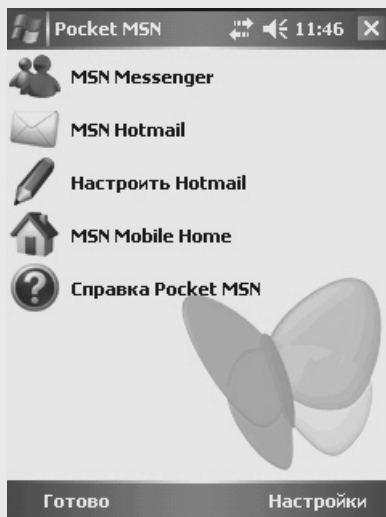 Pocket MSN 11:46
MSN Messenger
MSN Hotmail
Настроить Hotmail
MSN Mobile Home
Справка Pocket MSN
Готово Настройки